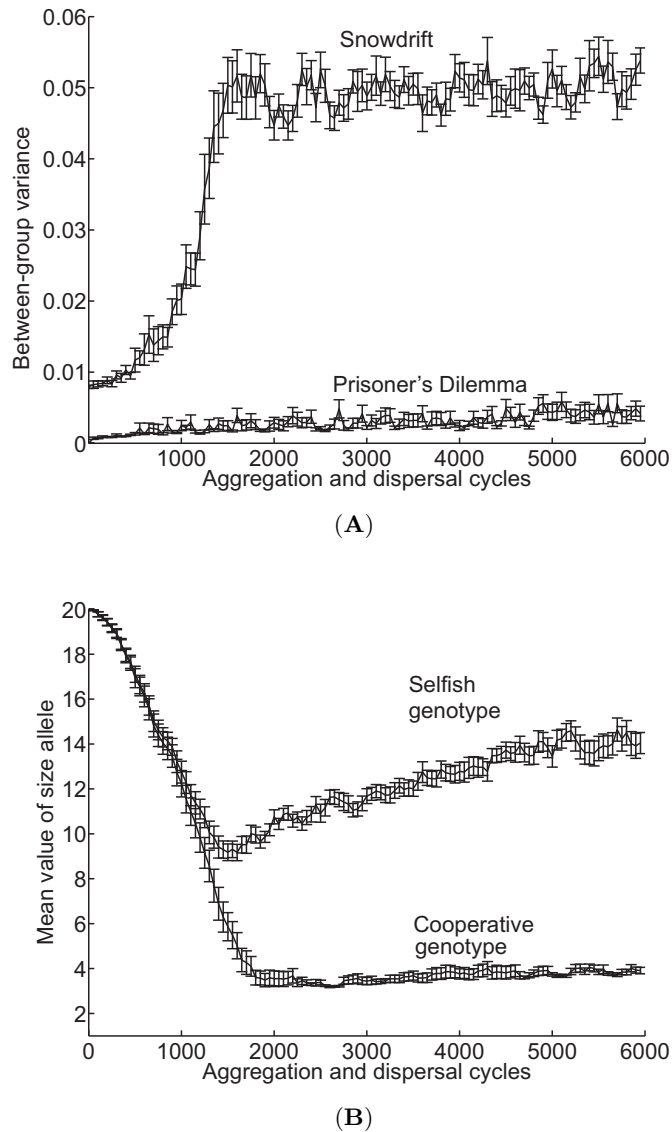 0.06
Snowdrift
0.05
0.04
0.03
0.02
0.01
0
Between-group variance
Prisoner's Dilemma
1000 2000 3000 4000 5000 6000
Aggregation and dispersal cycles
(A)
20
18
16
14
12
10
8
6
4
2
Mean value of size allele
Selfish
genotype
Cooperative
genotype
0 1000 2000 3000 4000 5000 6000
Aggregation and dispersal cycles
(B)